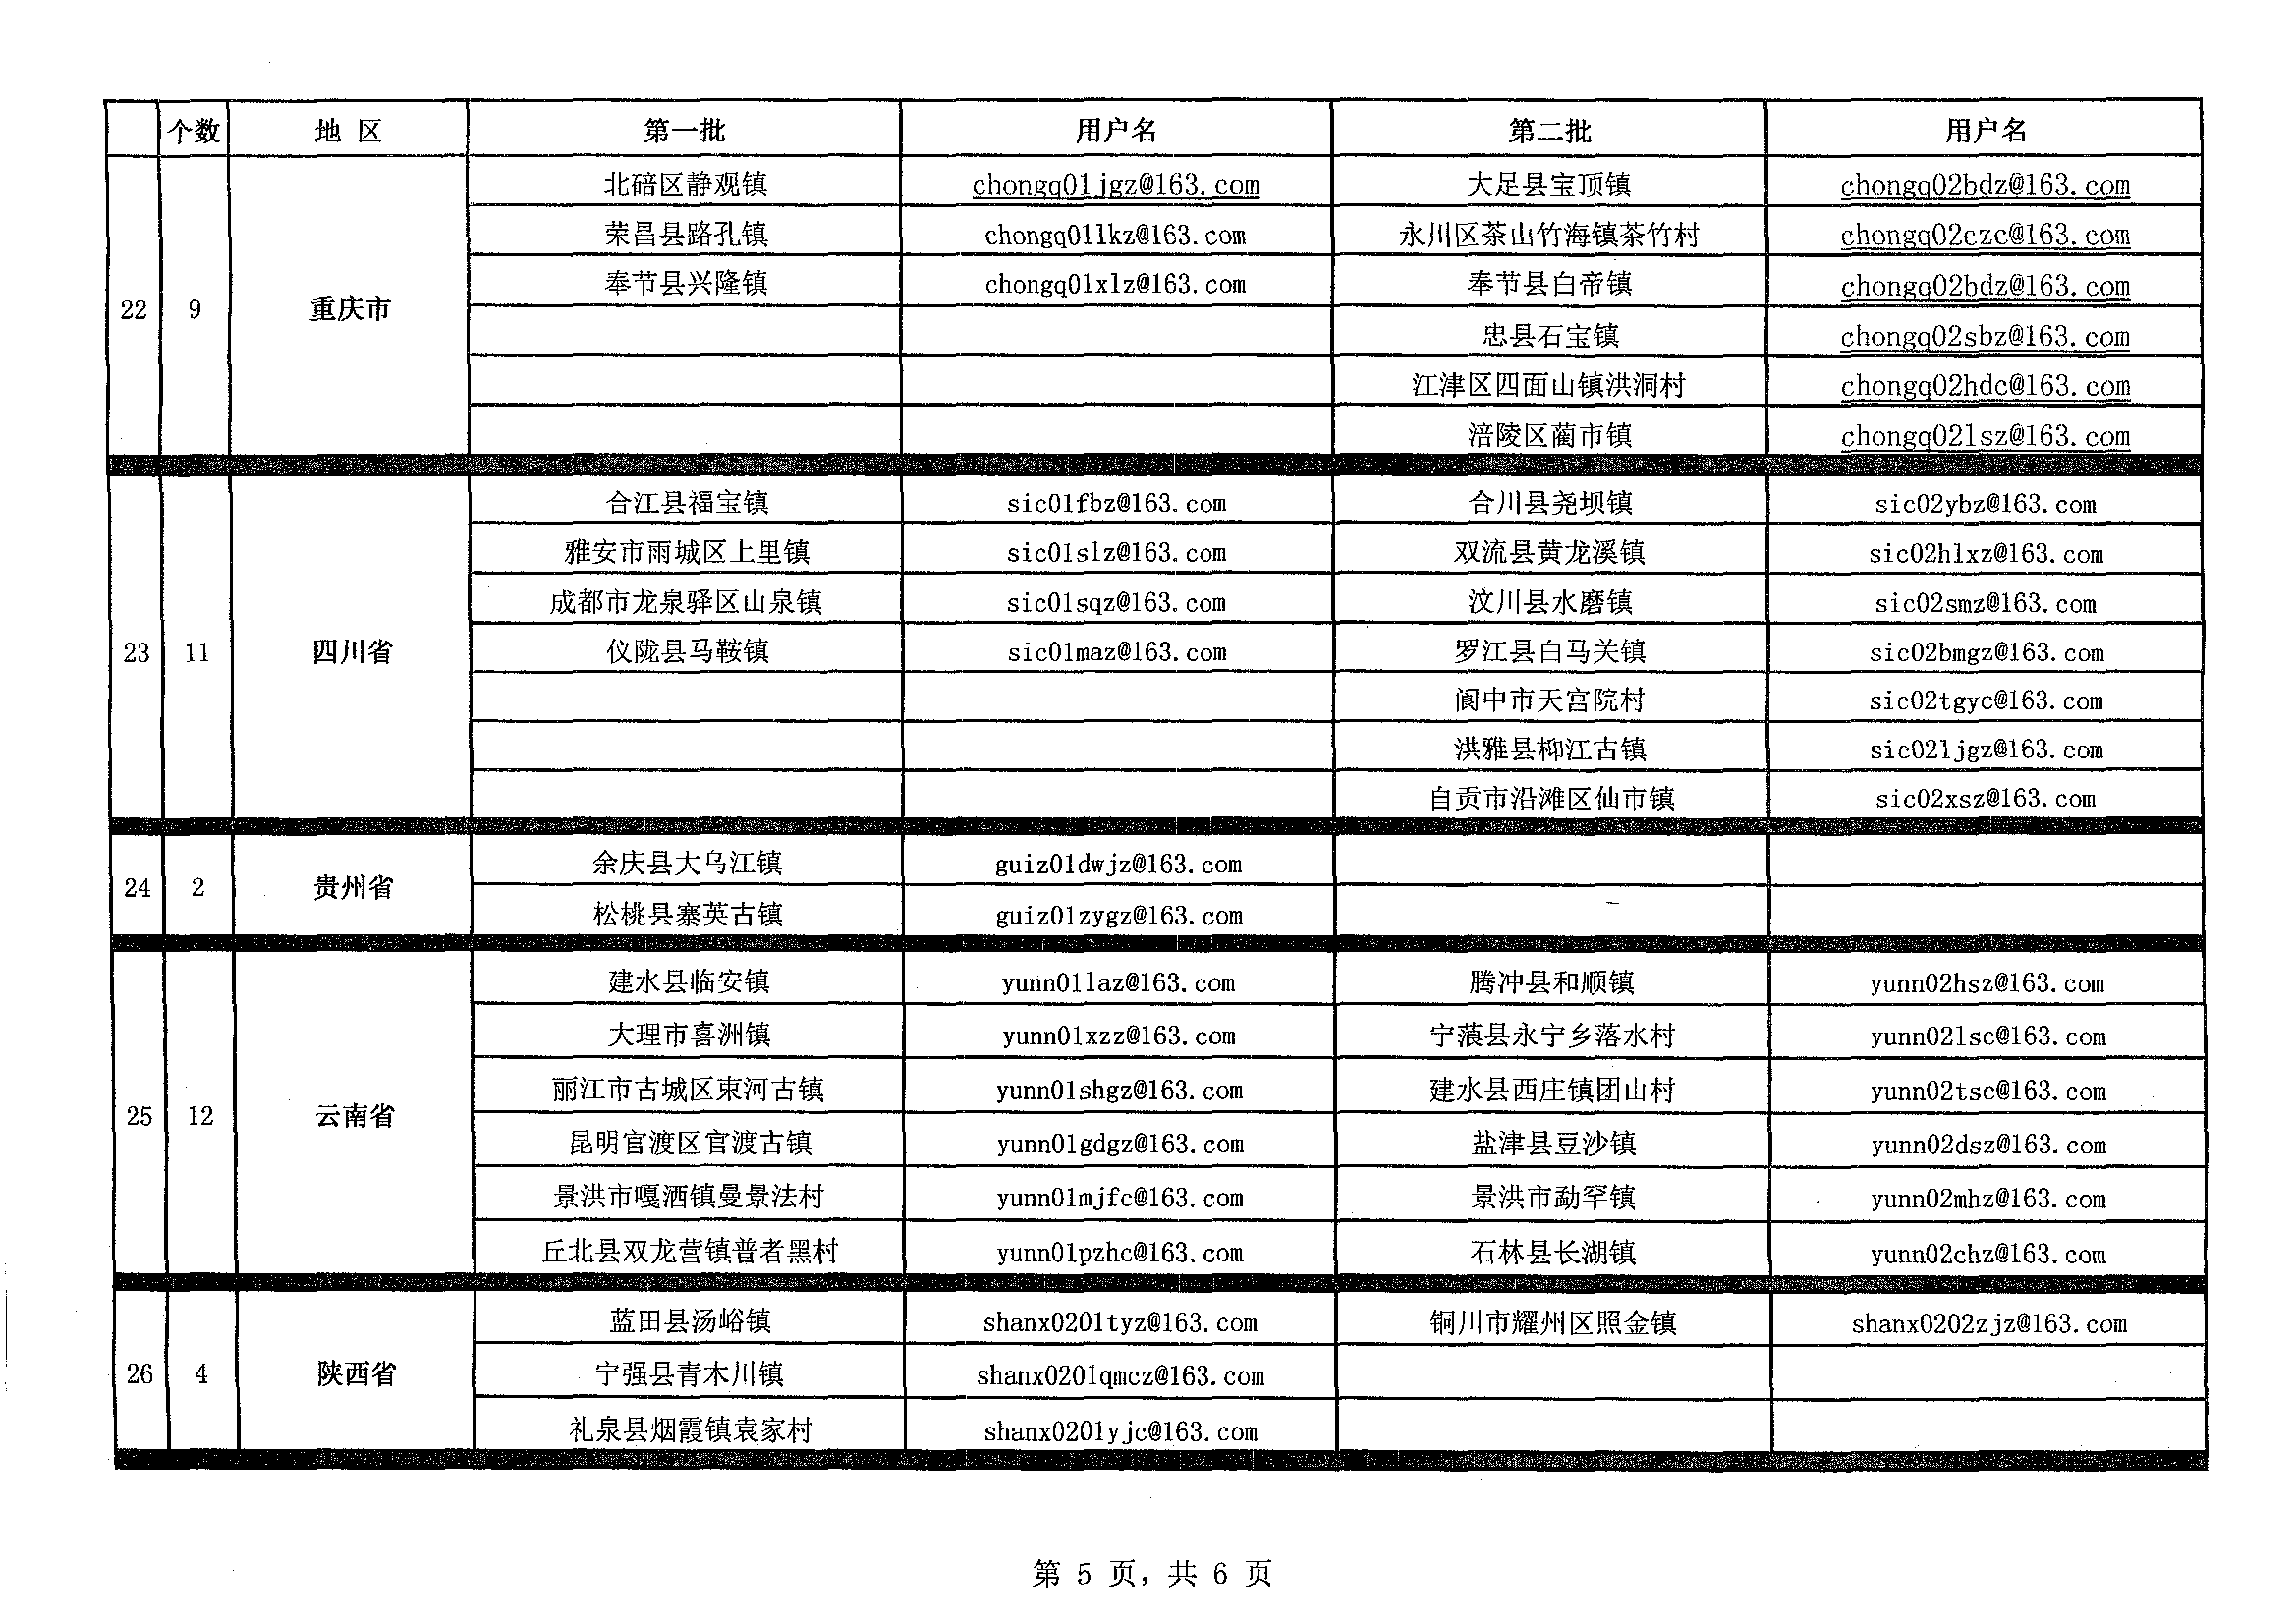 个数 地 区 第一批 用户名 第二批 用户名
北碚区静观镇 chongq01jgz@163.com 大足县宝顶镇 chongq02bdz@163.com
荣昌县路孔镇 chongq01lkz@163.com 永川区茶山竹海镇茶竹村 chongq02czc@163.com
奉节县兴隆镇 chongq01xlz@163.com 奉节县白帝镇 chongq02bdz@163.com
22 9 重庆市
忠县石宝镇 chongq02sbz@163.com
江津区四面山镇洪洞村 chongq02hdc@163.com
涪陵区蔺市镇 chongq02lsz@163.com
合江县福宝镇 sic01fbz@163.com 合川县尧坝镇 sic02ybz@163.com
雅安市雨城区上里镇 sic01slz@163.com 双流县黄龙溪镇 sic02hlxz@163.com
成都市龙泉驿区山泉镇 sic01sqz@163.com 汶川县水磨镇 sic02smz@163.com
23 11 四川省 仪陇县马鞍镇 sic01maz@163.com 罗江县白马关镇 sic02bmgz@163.com
阆中市天宫院村 sic02tgyc@163.com
洪雅县柳江古镇 sic02ljgz@163.com
自贡市沿滩区仙市镇 sic02xsz@163.com
余庆县大乌江镇 guiz01dwjz@163.com
24 2 贵州省
松桃县寨英古镇 guiz01zygz@163.com
建水县临安镇 yunn01laz@163.com 腾冲县和顺镇 yunn02hsz@163.com
大理市喜洲镇 yunn01xzz@163.com 宁蒗县永宁乡落水村 yunn02lsc@163.com
丽江市古城区束河古镇 yunn01shgz@163.com 建水县西庄镇团山村 yunn02tsc@163.com
25 12 云南省
昆明官渡区官渡古镇 yunn01gdgz@163.com 盐津县豆沙镇 yunn02dsz@163.com
景洪市嘎洒镇曼景法村 yunn01mjfc@163.com 景洪市勐罕镇 yunn02mhz@163.com
丘北县双龙营镇普者黑村 yunn01pzhc@163.com 石林县长湖镇 yunn02chz@163.com
蓝田县汤峪镇 shanx0201tyz@163.com 铜川市耀州区照金镇 shanx0202zjz@163.com
26 4 陕西省 宁强县青木川镇 shanx0201qmcz@163.com
礼泉县烟霞镇袁家村 shanx0201yjc@163.com
第 5 页，共 6 页